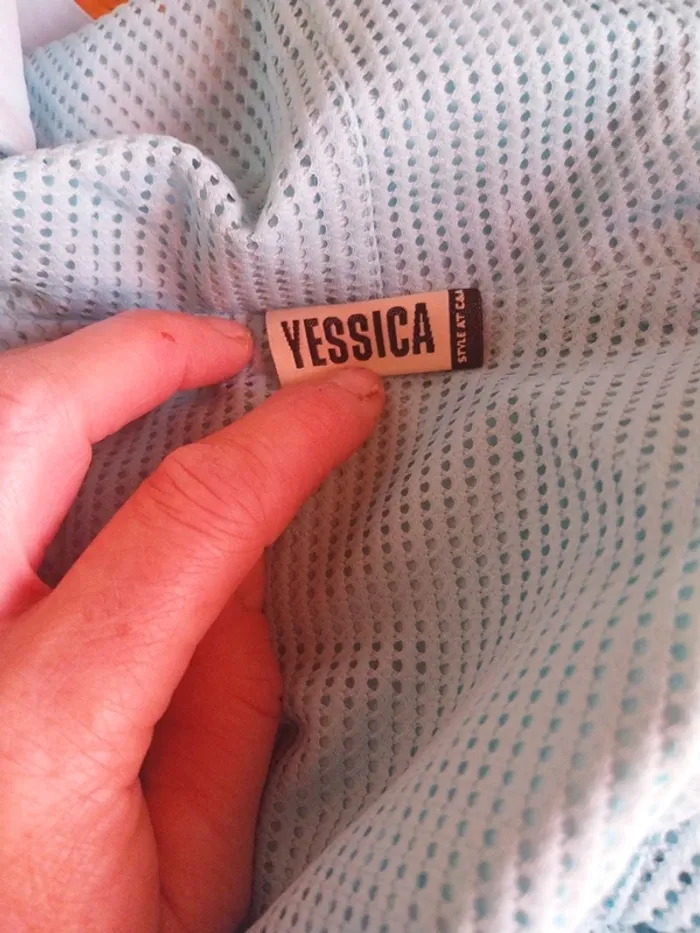 YESSICA
STYLE AT C&A